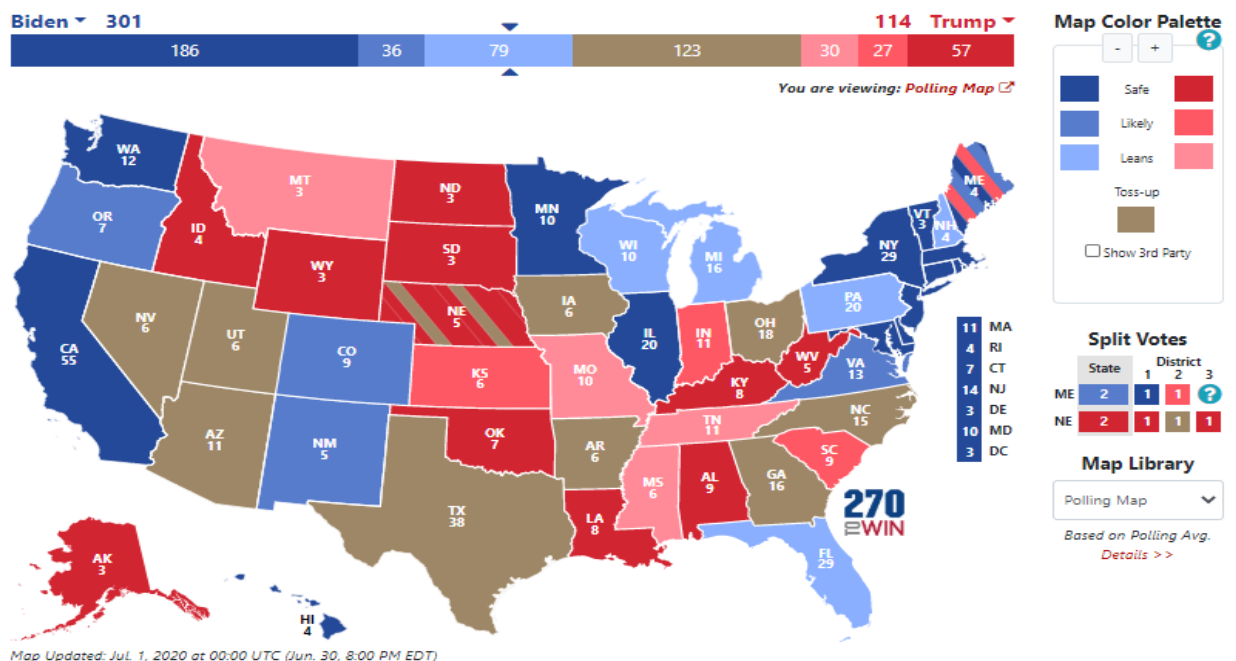 Biden 301
114 Trump
186 36 79 123 30 27 57
You are viewing: Polling Map
Map Color Palette
- + ?
Safe
Likely
Leans
Toss-up
Show 3rd Party
WA
12
OR
7
CA
55
ID
4
NV
6
MT
3
WY
3
UT
6
AZ
11
CO
9
NM
5
ND
3
SD
3
NE
5
KS
6
OK
7
TX
38
MN
10
IA
6
MO
10
AR
6
LA
8
WI
10
IL
20
MI
16
IN
11
OH
18
KY
8
TN
11
MS
6
AL
9
GA
16
FL
29
SC
9
NC
15
VA
13
WV
5
PA
20
NY
29
VT
3
NH
4
ME
4
AK
3
HI
4
11 MA
4 RI
7 CT
14 NJ
3 DE
10 MD
3 DC
270
TO WIN
Split Votes
State District
1 2 3
ME 2 1 1 ?
NE 2 1 1 1
Map Library
Polling Map
Based on Polling Avg.
Details >>
Map Updated: Jul. 1, 2020 at 00:00 UTC (Jun. 30, 8:00 PM EDT)